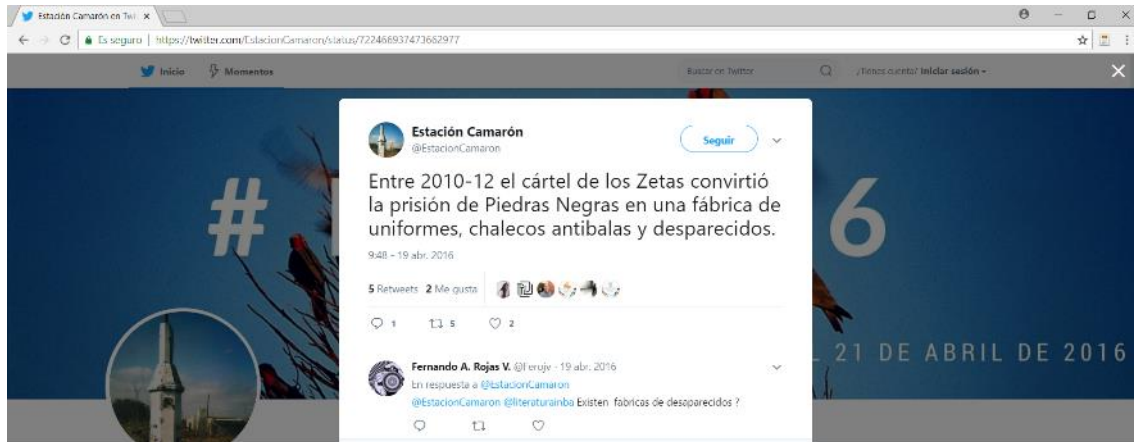 Estación Camarón en Twi
Es seguro | https://twitter.com/EstacionCamaron/status/722466937473662977
Inicio Momentos Buscar en Twitter ¿Tienes cuenta? Iniciar sesión
Estación Camarón
@EstacionCamaron
Seguir
Entre 2010-12 el cártel de los Zetas convirtió
la prisión de Piedras Negras en una fábrica de
uniformes, chalecos antibalas y desparecidos.
9:48 - 19 abr. 2016
5 Retweets 2 Me gusta
1 5 2
Fernando A. Rojas V. @Ferojv · 19 abr. 2016
En respuesta a @EstacionCamaron
@EstacionCamaron @literaturainba Existen fabricas de desaparecidos ?
#
6
21 DE ABRIL DE 2016